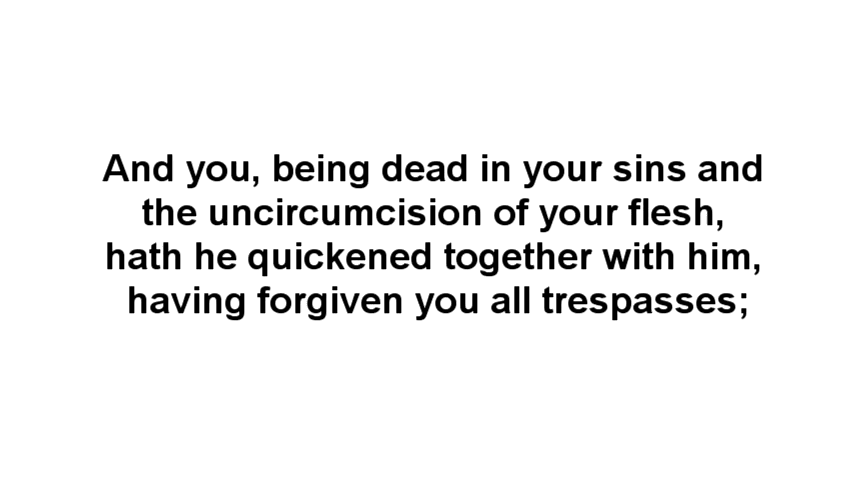 And you, being dead in your sins and
the uncircumcision of your flesh,
hath he quickened together with him,
having forgiven you all trespasses;